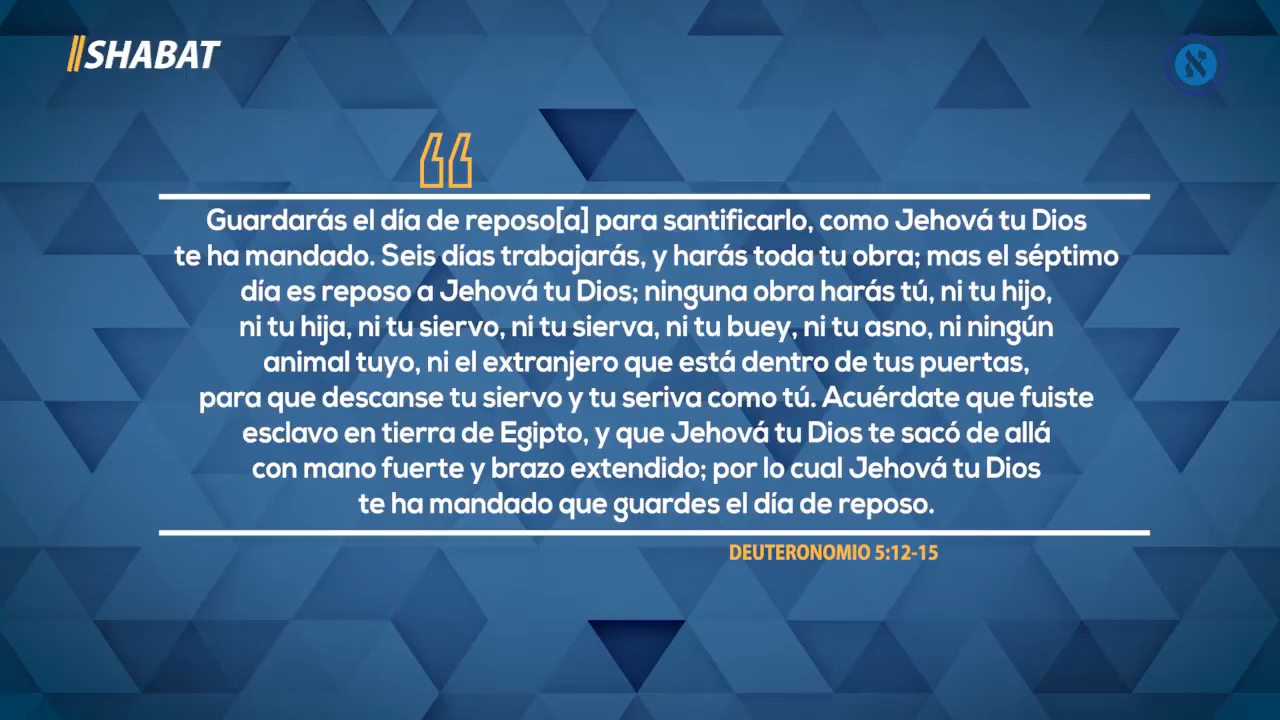 SHABAT
א
Guardarás el día de reposo[a] para santificarlo, como Jehová tu Dios
te ha mandado. Seis días trabajarás, y harás toda tu obra; mas el séptimo
día es reposo a Jehová tu Dios; ninguna obra harás tú, ni tu hijo,
ni tu hija, ni tu siervo, ni tu sierva, ni tu buey, ni tu asno, ni ningún
animal tuyo, ni el extranjero que está dentro de tus puertas,
para que descanse tu siervo y tu seriva como tú. Acuérdate que fuiste
esclavo en tierra de Egipto, y que Jehová tu Dios te sacó de allá
con mano fuerte y brazo extendido; por lo cual Jehová tu Dios
te ha mandado que guardes el día de reposo.
DEUTERONOMIO 5:12-15